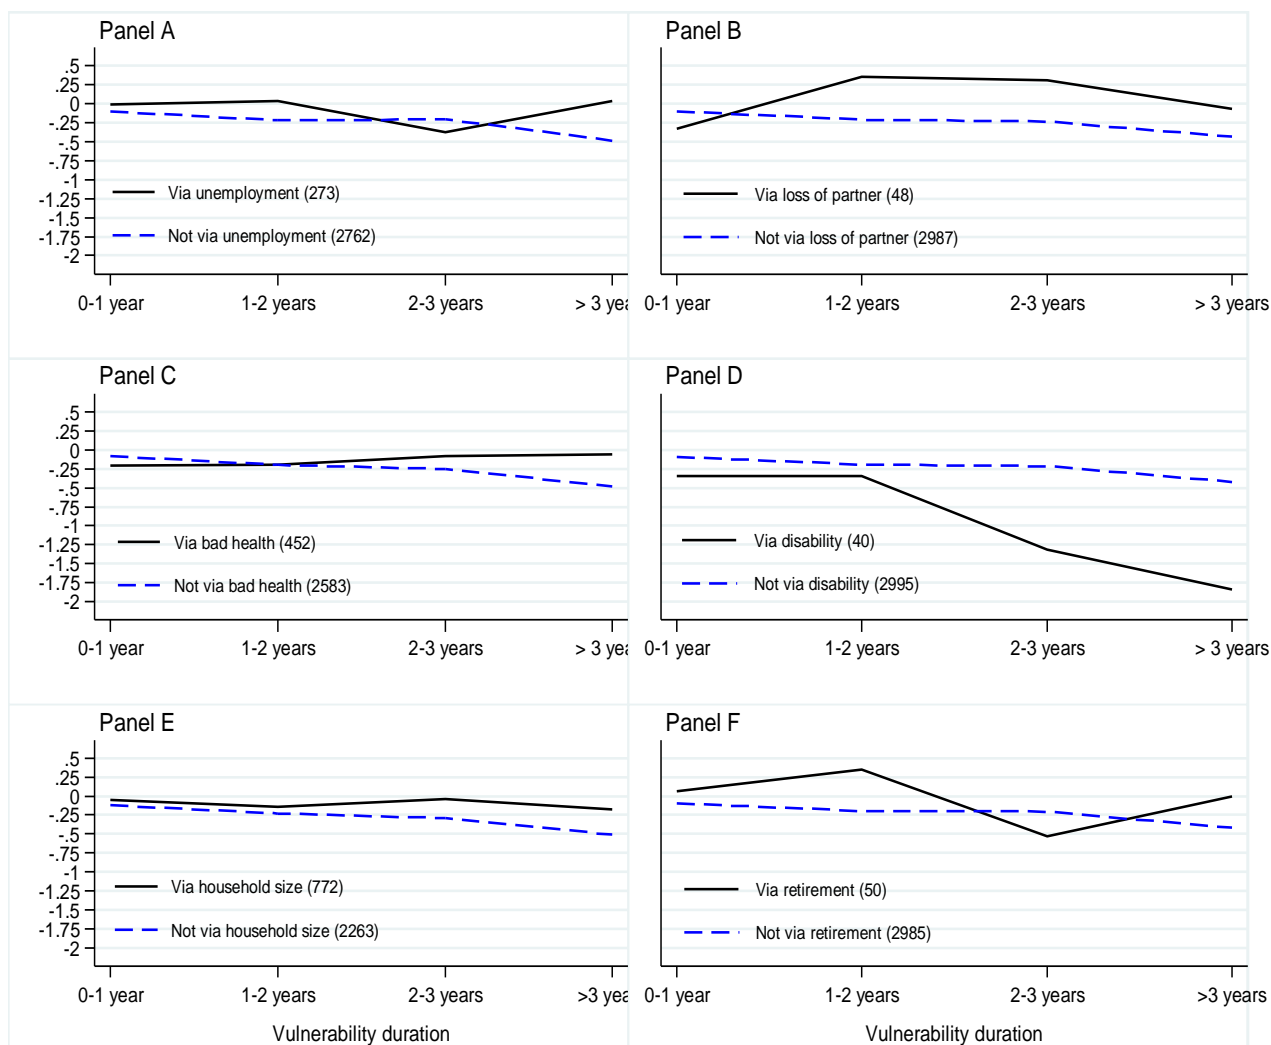 Panel A
.5
.25
0
-.25
-.5
-.75
-1
-1.25
-1.5
-1.75
-2
Via unemployment (273)
Not via unemployment (2762)
0-1 year
1-2 years
2-3 years
> 3 yea
Panel B
Via loss of partner (48)
Not via loss of partner (2987)
0-1 year
1-2 years
2-3 years
> 3 years
Panel C
.5
.25
0
-.25
-.5
-.75
-1
-1.25
-1.5
-1.75
-2
Via bad health (452)
Not via bad health (2583)
0-1 year
1-2 years
2-3 years
> 3 yea
Panel D
Via disability (40)
Not via disability (2995)
0-1 year
1-2 years
2-3 years
> 3 years
Panel E
.5
.25
0
-.25
-.5
-.75
-1
-1.25
-1.5
-1.75
-2
Via household size (772)
Not via household size (2263)
0-1 year
1-2 years
2-3 years
>3 yea
Vulnerability duration
Panel F
Via retirement (50)
Not via retirement (2985)
0-1 year
1-2 years
2-3 years
>3 years
Vulnerability duration